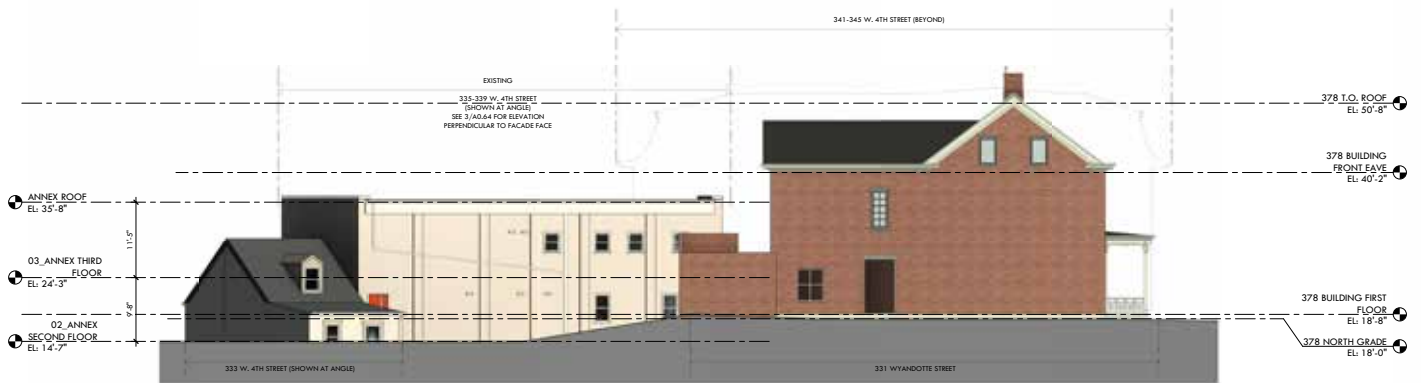 341-345 W. 4TH STREET (BEYOND)
EXISTING
335-339 W. 4TH STREET
(SHOWN AT ANGLE)
SEE 3/A0.64 FOR ELEVATION
PERPENDICULAR TO FACADE FACE
378 T.O. ROOF
EL: 50'-8"
378 BUILDING
FRONT EAVE
EL: 40'-2"
ANNEX ROOF
EL: 35'-8"
11'-5"
03_ANNEX THIRD
FLOOR
EL: 24'-3"
9'-8"
02_ANNEX
SECOND FLOOR
EL: 14'-7"
378 BUILDING FIRST
FLOOR
EL: 18'-8"
378 NORTH GRADE
EL: 18'-0"
333 W. 4TH STREET (SHOWN AT ANGLE)
331 WYANDOTTE STREET